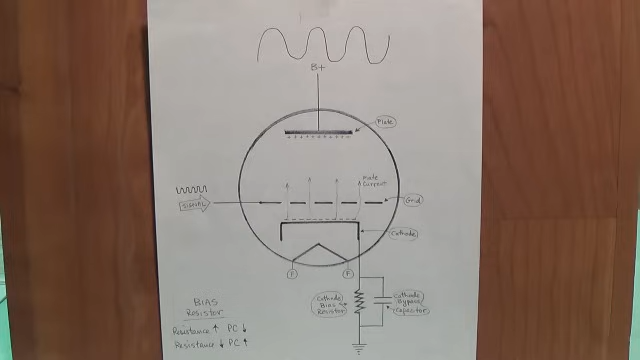 B+
Plate
Plate
Current
SIGNAL
Grid
Cathode
F
F
Cathode
Bias
Resistor
Cathode
Bypass
Capacitor
BIAS
Resistor
Resistance ↑ PC ↓
Resistance ↓ PC ↑